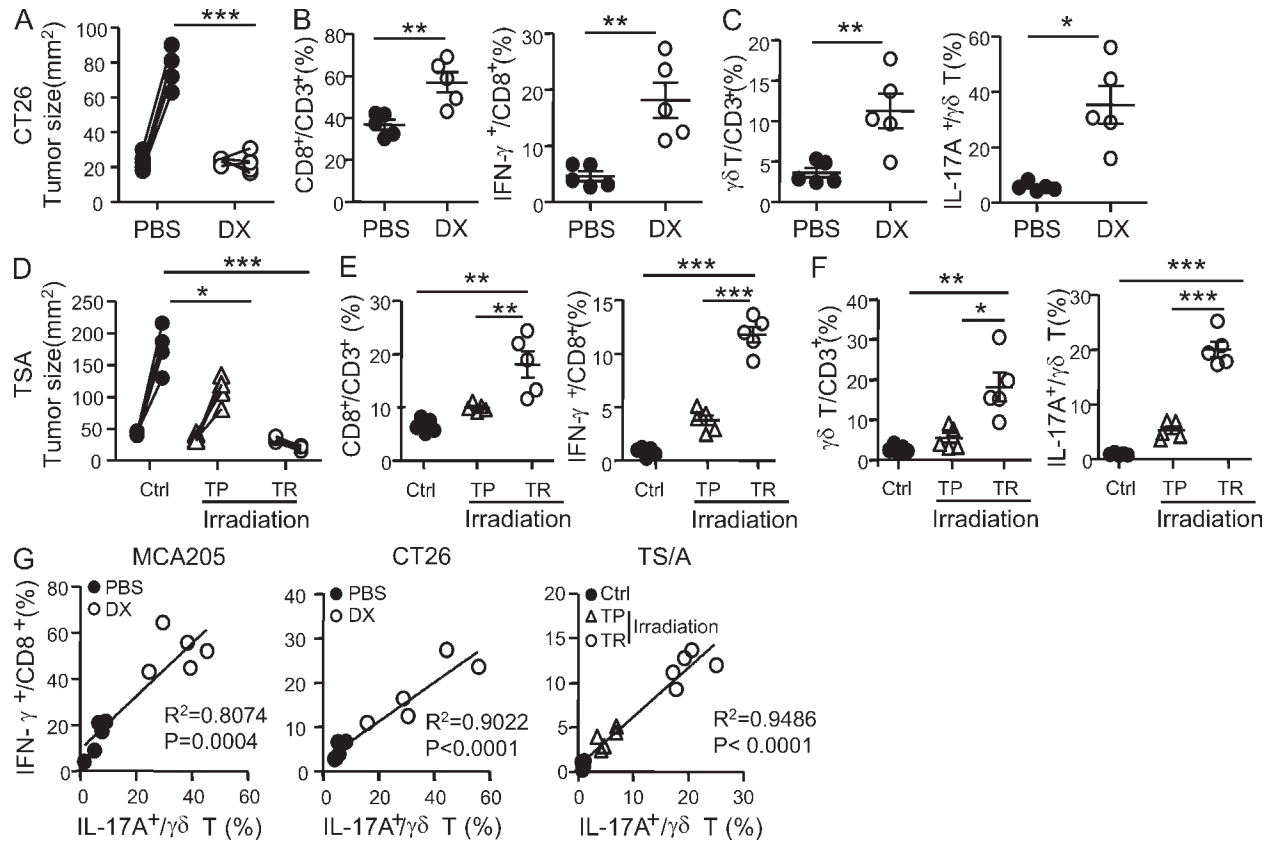 A
***
CT26
Tumor size(mm2)
100
80
60
40
20
0
PBS DX
B
**
CD8+/CD3+(%)
80
60
40
20
0
PBS DX
**
IFN-γ +/CD8+(%)
30
20
10
0
PBS DX
C
**
γδ T/CD3+(%)
20
15
10
5
0
PBS DX
*
IL-17A +/γδ T(%)
60
40
20
0
PBS DX
D
***
*
TSA
Tumor size(mm2)
250
200
150
100
50
0
Ctrl TP TR
Irradiation
E
**
**
CD8+/CD3+ (%)
30
20
10
0
Ctrl TP TR
Irradiation
***
***
IFN-γ +/CD8+(%)
15
10
5
0
Ctrl TP TR
Irradiation
F
**
*
γδ T/CD3+(%)
40
30
20
10
0
Ctrl TP TR
Irradiation
***
***
IL-17A+/γδ T(%)
30
20
10
0
Ctrl TP TR
Irradiation
G
MCA205
IFN- γ +/CD8 +(%)
80
60
40
20
0
PBS
DX
R2=0.8074
P=0.0004
0 20 40 60
IL-17A+/γδ T (%)
CT26
40
30
20
10
0
PBS
DX
R2=0.9022
P<0.0001
0 20 40 60
IL-17A+/γδ T (%)
TS/A
20
15
10
5
0
Ctrl
TP
TR
Irradiation
R2=0.9486
P< 0.0001
0 10 20 30
IL-17A+/γδ T (%)